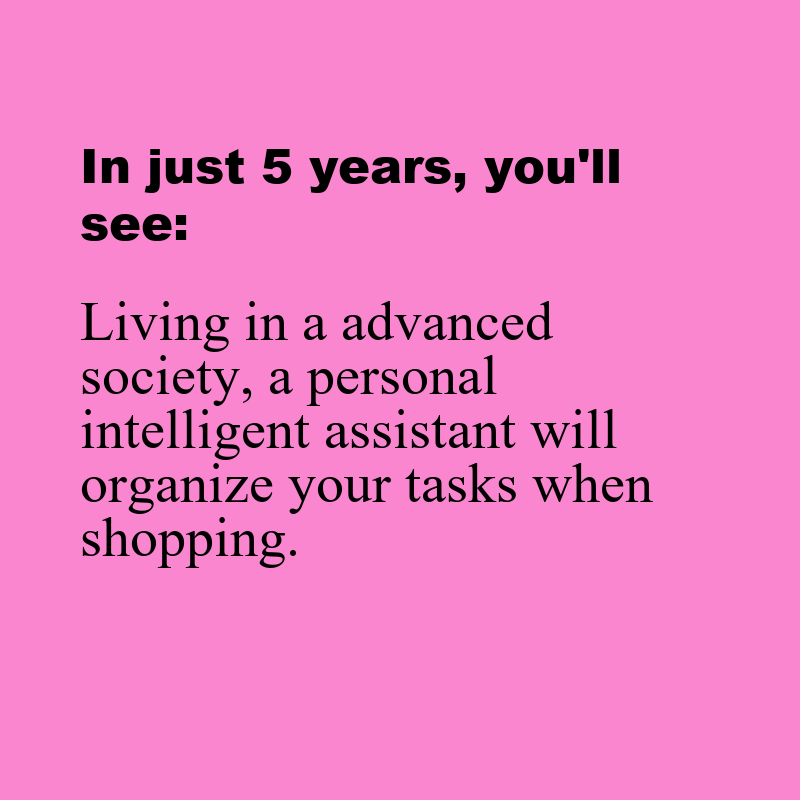 In just 5 years, you'll
see:
Living in a advanced
society, a personal
intelligent assistant will
organize your tasks when
shopping.